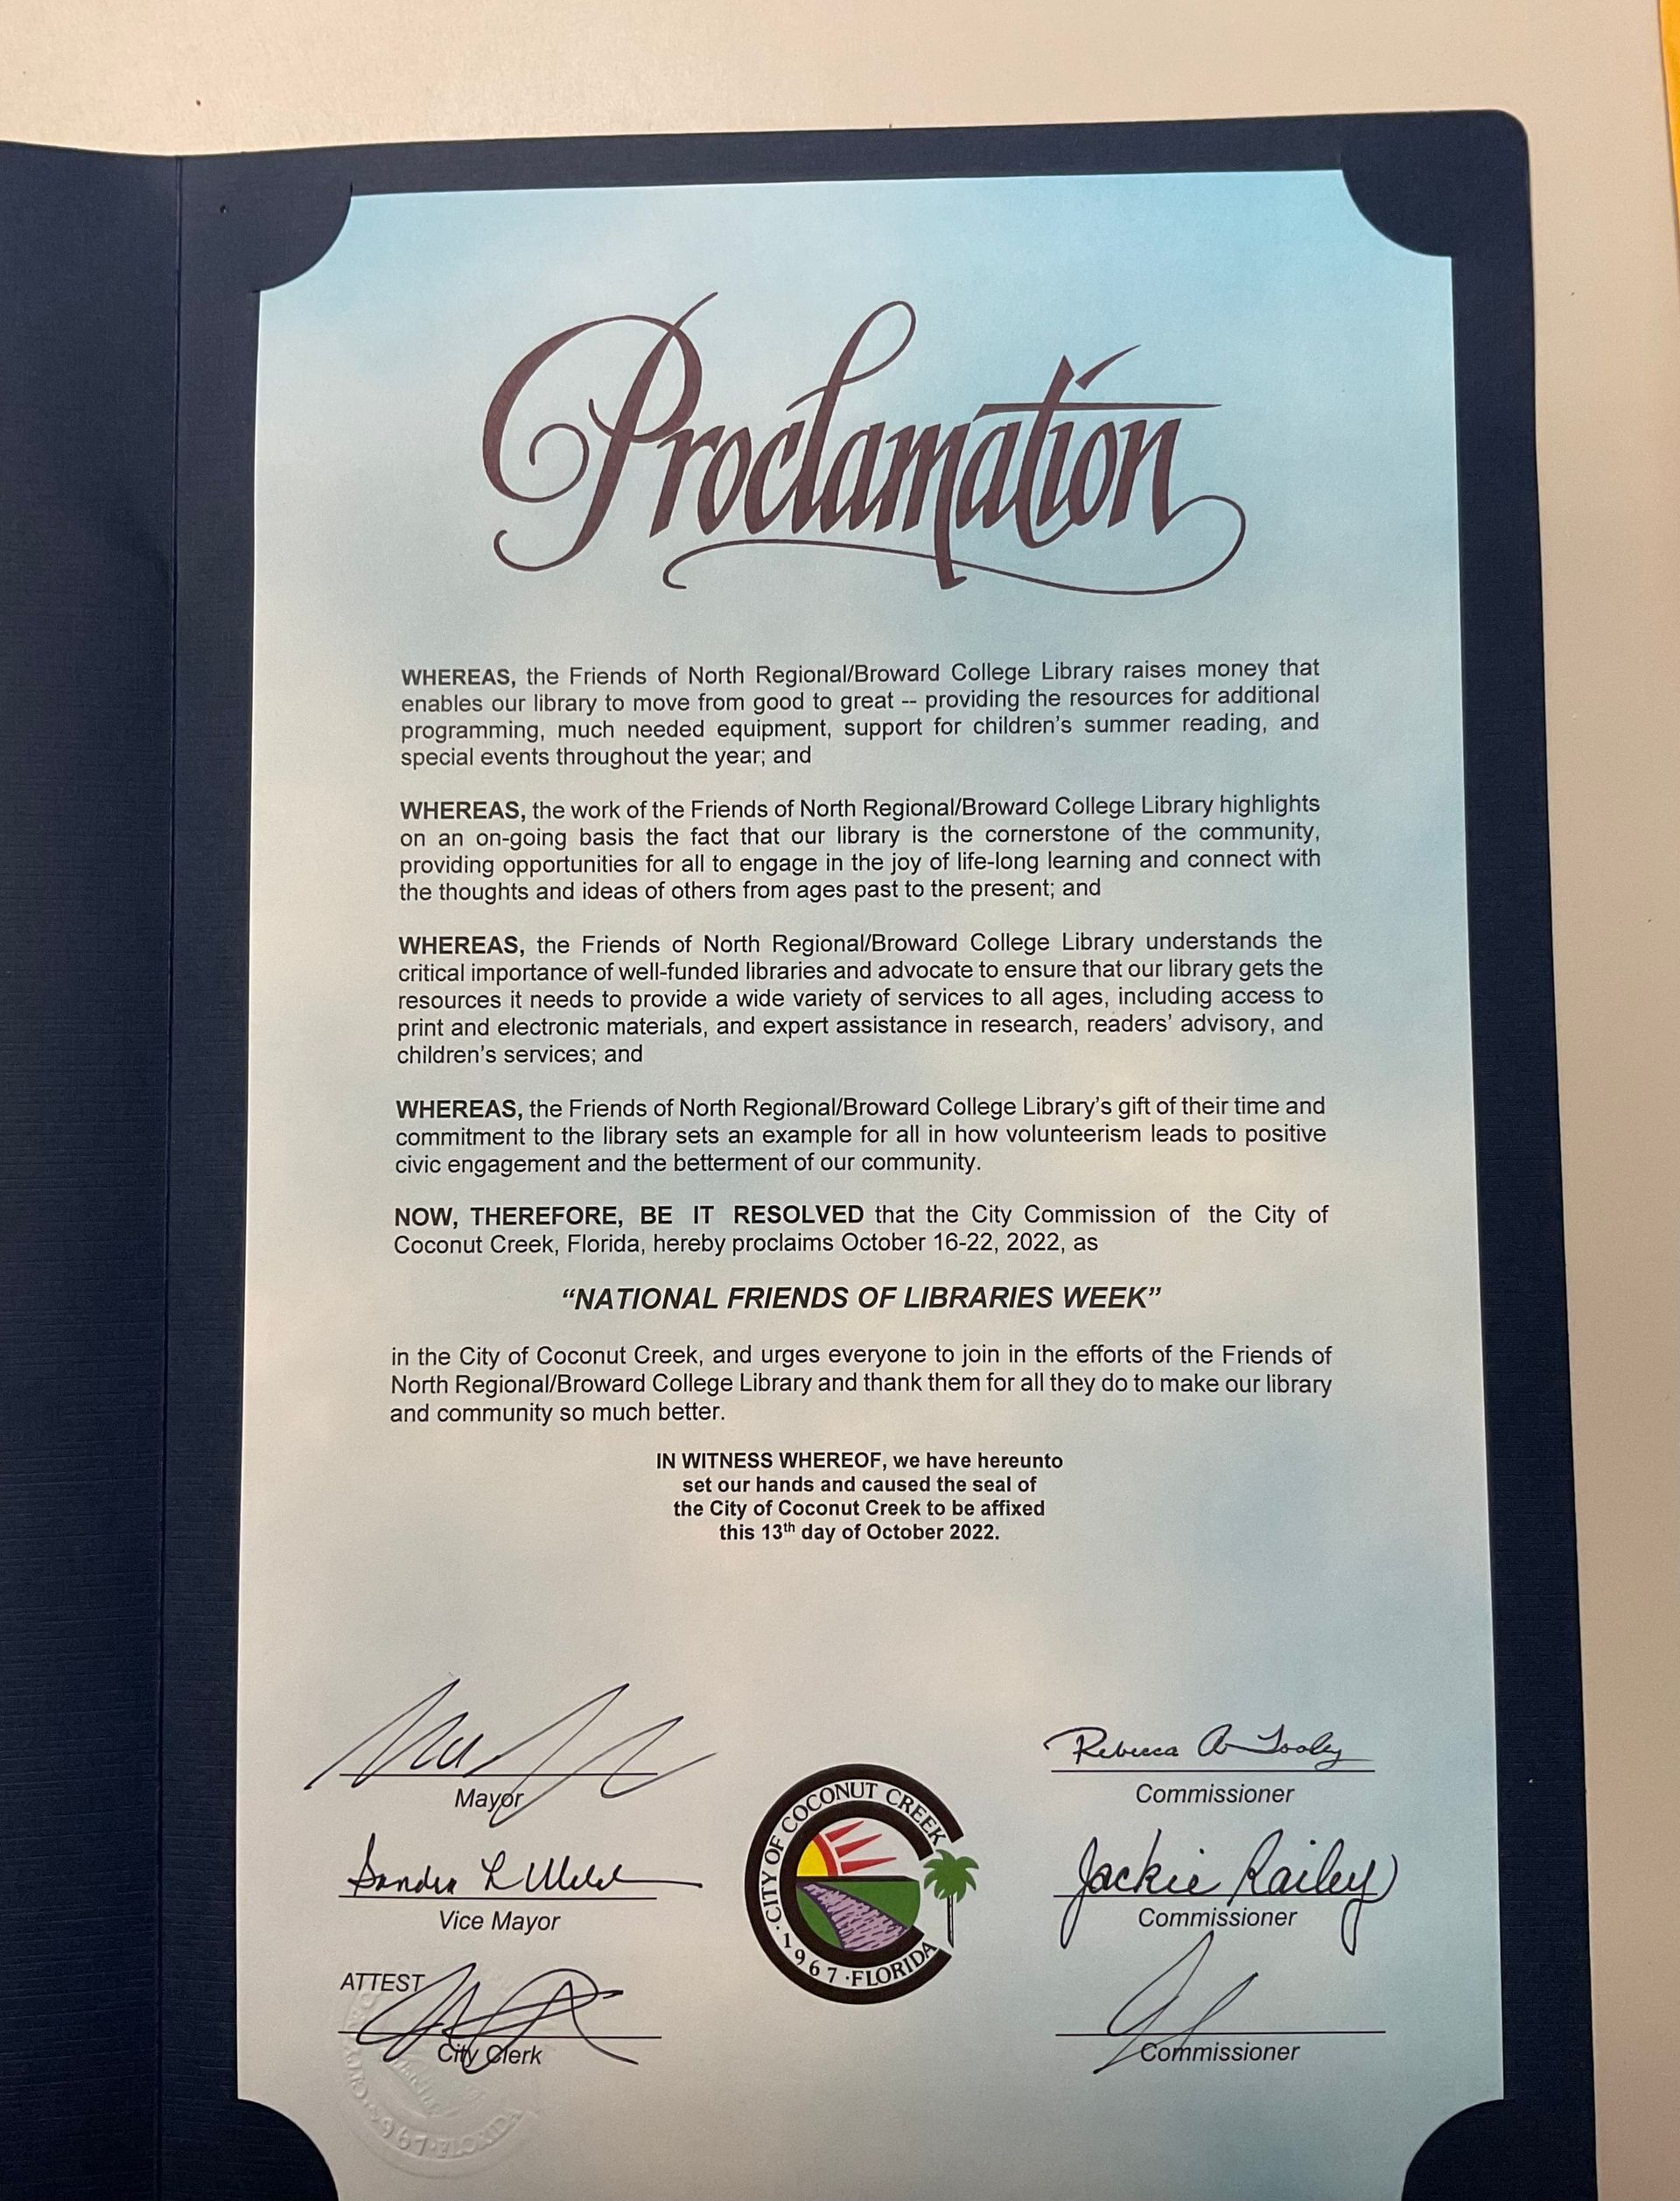 Proclamation
WHEREAS, the Friends of North Regional/Broward College Library raises money that
enables our library to move from good to great -- providing the resources for additional
programming, much needed equipment, support for children's summer reading, and
special events throughout the year; and
WHEREAS, the work of the Friends of North Regional/Broward College Library highlights
on an on-going basis the fact that our library is the cornerstone of the community,
providing opportunities for all to engage in the joy of life-long learning and connect with
the thoughts and ideas of others from ages past to the present; and
WHEREAS, the Friends of North Regional/Broward College Library understands the
critical importance of well-funded libraries and advocate to ensure that our library gets the
resources it needs to provide a wide variety of services to all ages, including access to
print and electronic materials, and expert assistance in research, readers' advisory, and
children's services; and
WHEREAS, the Friends of North Regional/Broward College Library's gift of their time and
commitment to the library sets an example for all in how volunteerism leads to positive
civic engagement and the betterment of our community.
NOW, THEREFORE, BE IT RESOLVED that the City Commission of the City of
Coconut Creek, Florida, hereby proclaims October 16-22, 2022, as
"NATIONAL FRIENDS OF LIBRARIES WEEK"
in the City of Coconut Creek, and urges everyone to join in the efforts of the Friends of
North Regional/Broward College Library and thank them for all they do to make our library
and community so much better.
IN WITNESS WHEREOF, we have hereunto
set our hands and caused the seal of
the City of Coconut Creek to be affixed
this 13th day of October 2022.
Mayor
Sandra L Welch
Vice Mayor
ATTEST
City Clerk
CITY OF COCONUT CREEK
·1967·FLORIDA
Rebecca A Tooley
Commissioner
Jackie Railey
Commissioner
Commissioner
1967·FLORIDA